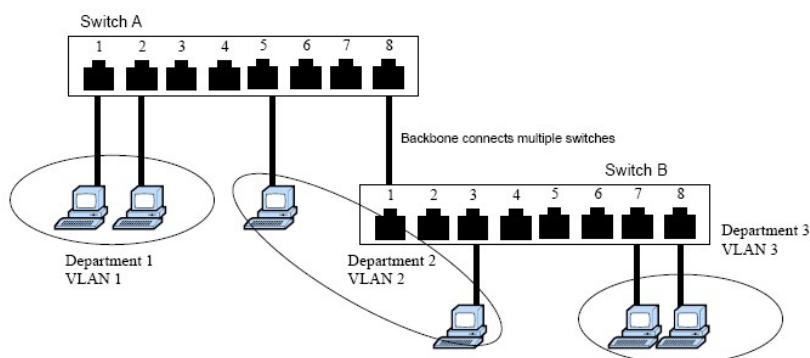 Switch A
1 2 3 4 5 6 7 8
Backbone connects multiple switches
Switch B
1 2 3 4 5 6 7 8
Department 1
VLAN 1
Department 2
VLAN 2
Department 3
VLAN 3